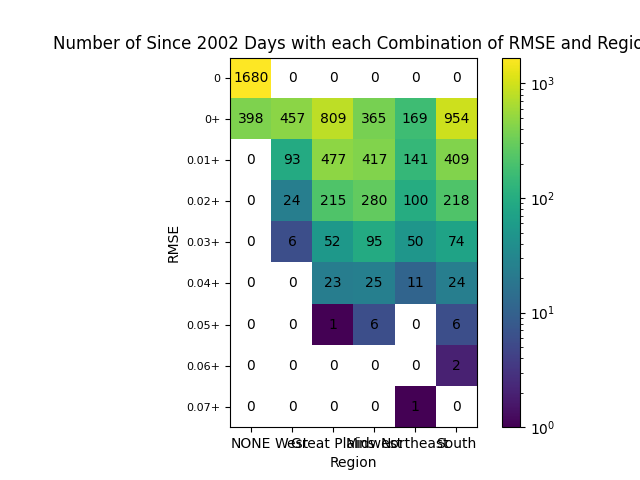 Number of Since 2002 Days with each Combination of RMSE and Regio
0 1680 0 0 0 0 0
0+ 398 457 809 365 169 954
0.01+ 0 93 477 417 141 409
0.02+ 0 24 215 280 100 218
0.03+ 0 6 52 95 50 74
0.04+ 0 0 23 25 11 24
0.05+ 0 0 1 6 0 6
0.06+ 0 0 0 0 0 2
0.07+ 0 0 0 0 1 0
NONE West Great Plains Midwest Northeast South
Region
RMSE
10³
10²
10¹
10⁰